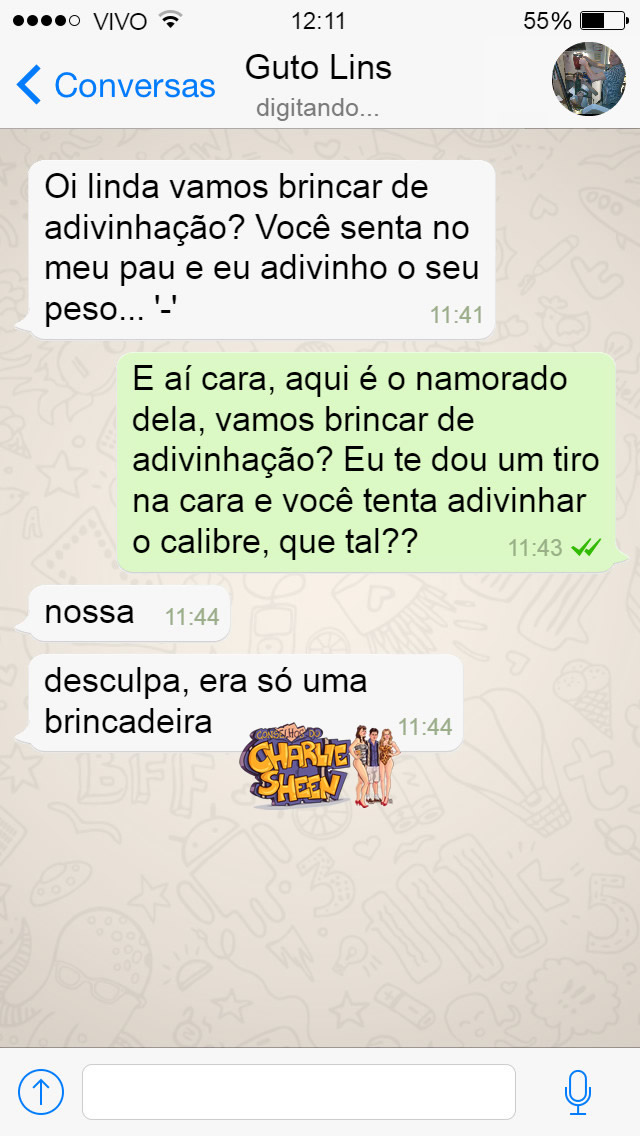 VIVO 12:11 55%
Conversas
Guto Lins
digitando...
Oi linda vamos brincar de
adivinhação? Você senta no
meu pau e eu adivinho o seu
peso... '-'
11:41
E aí cara, aqui é o namorado
dela, vamos brincar de
adivinhação? Eu te dou um tiro
na cara e você tenta adivinhar
o calibre, que tal??
11:43
nossa
11:44
desculpa, era só uma
brincadeira
11:44
CONSELHOS DO
CHARLIE
SHEEN